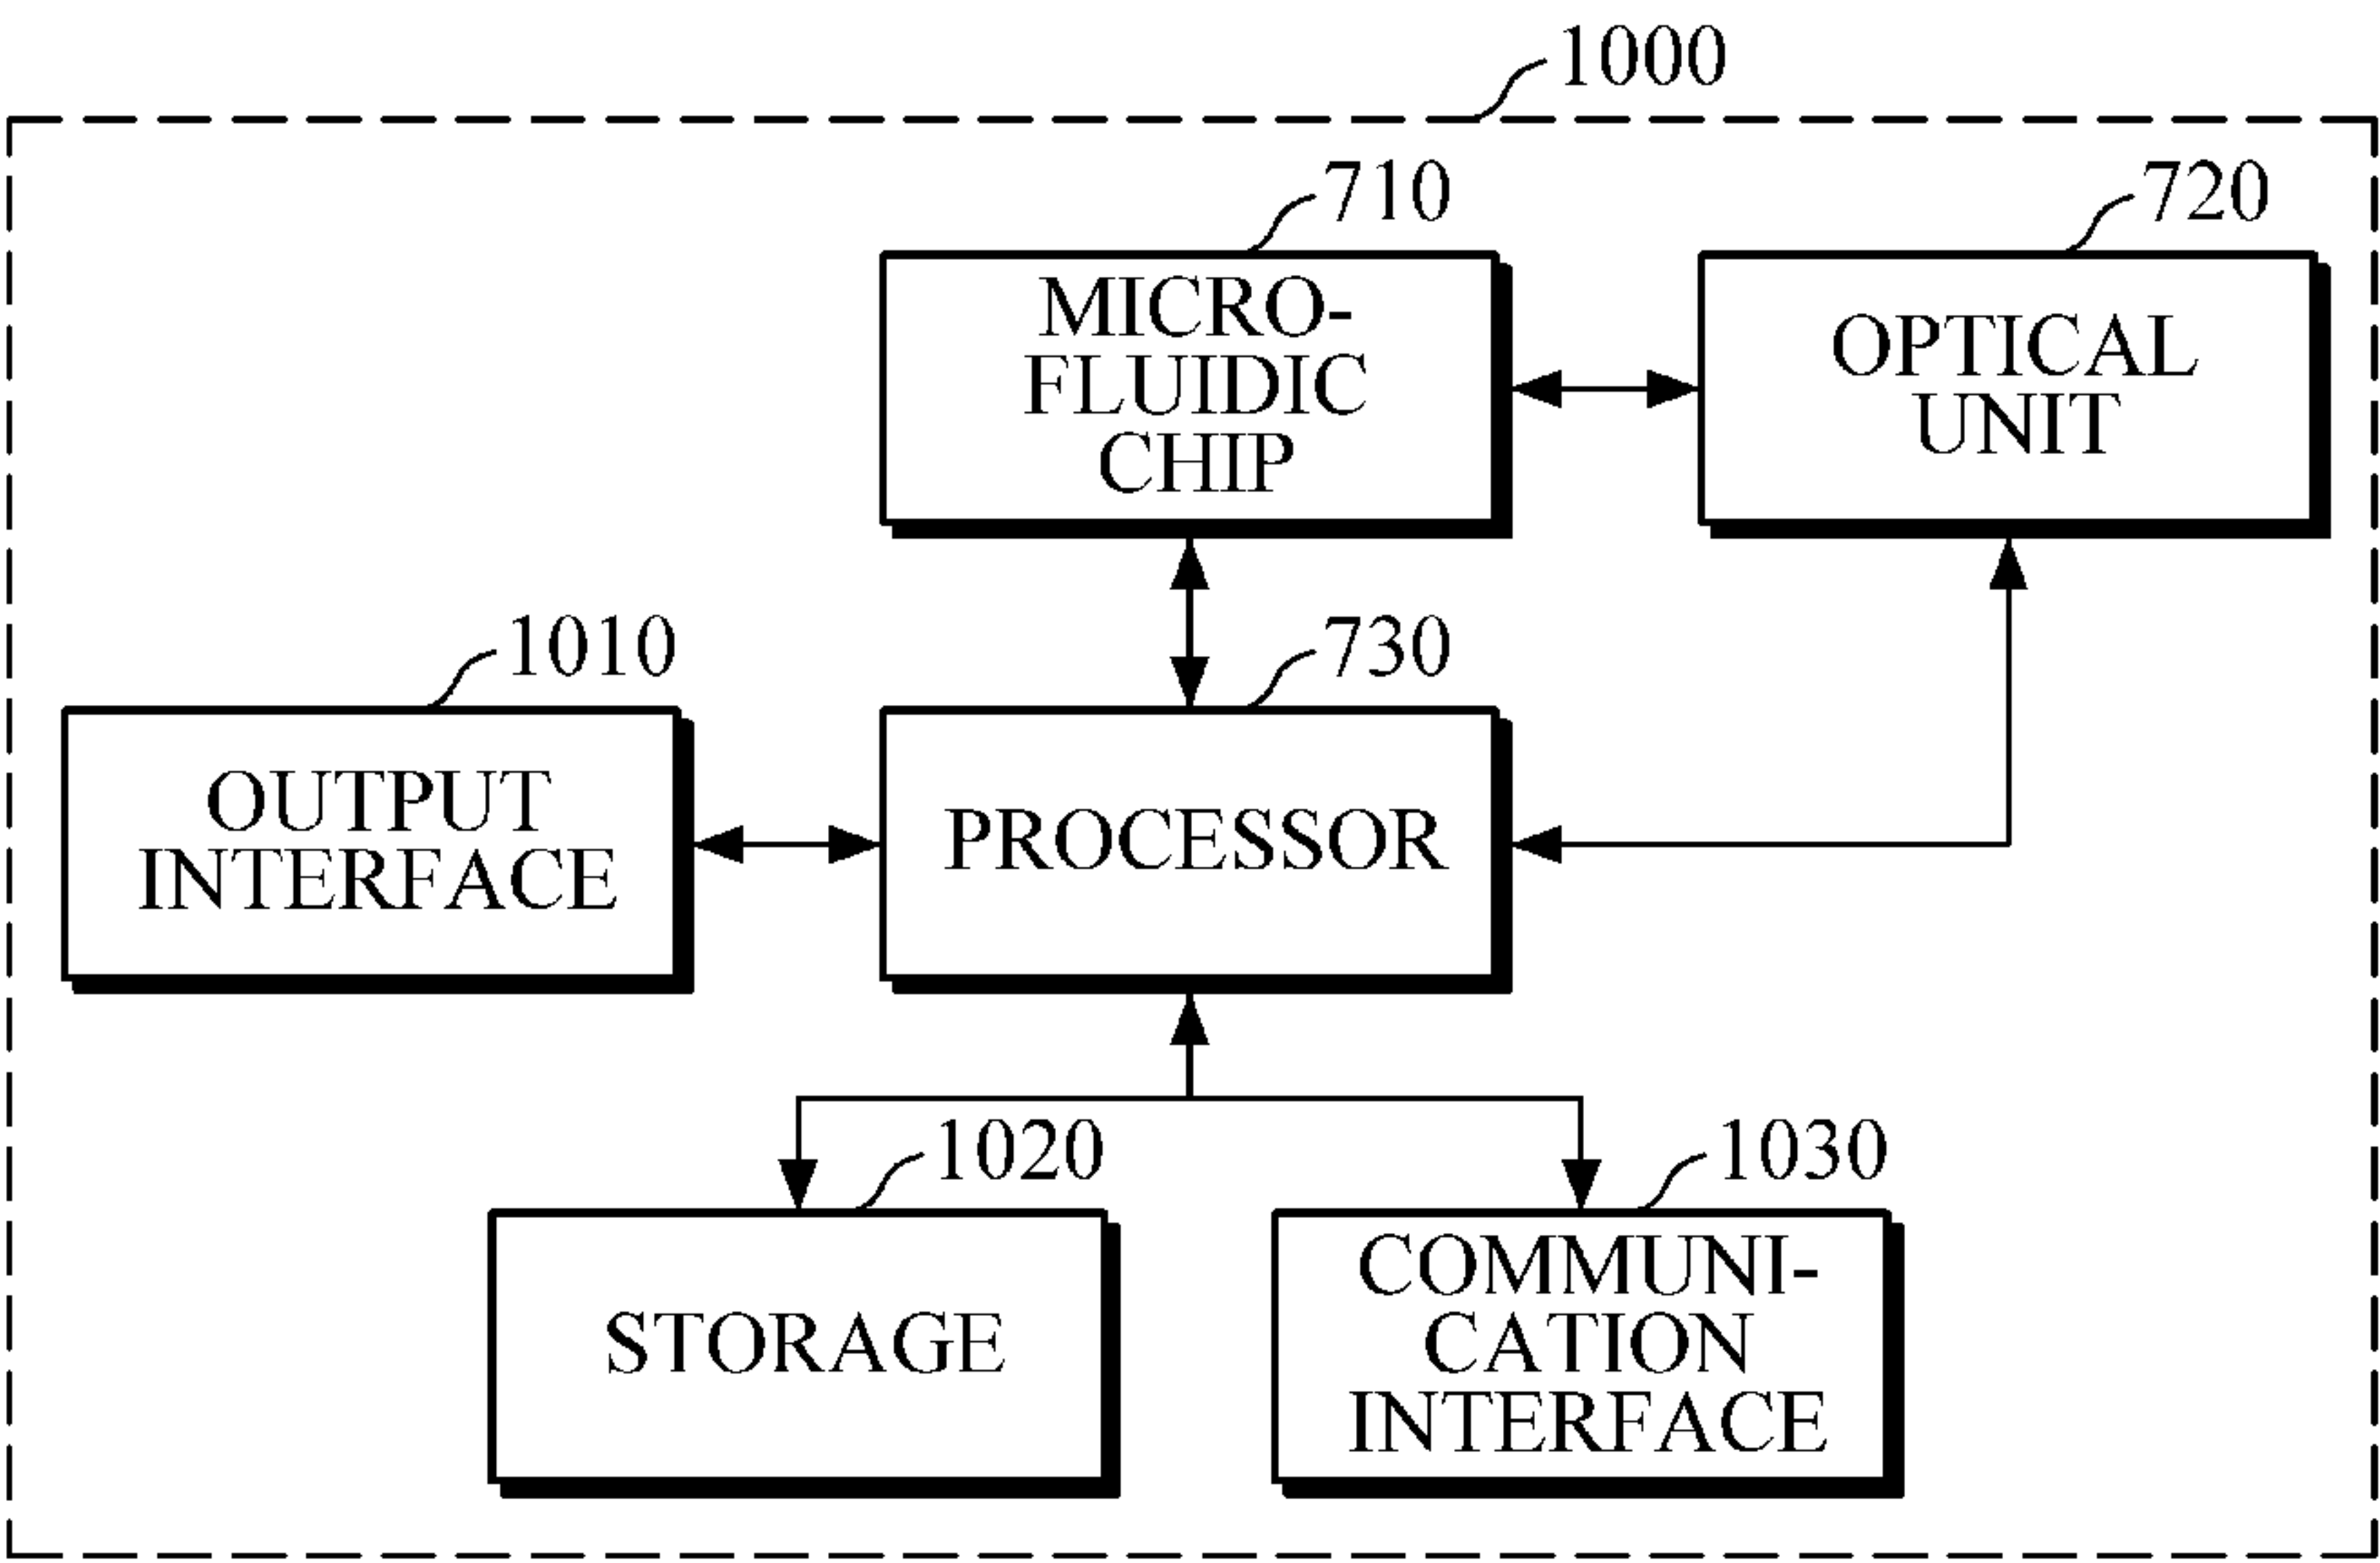 1000
710
720
MICRO-
FLUIDIC
CHIP
OPTICAL
UNIT
1010
730
OUTPUT
INTERFACE
PROCESSOR
1020
1030
STORAGE
COMMUNI-
CATION
INTERFACE